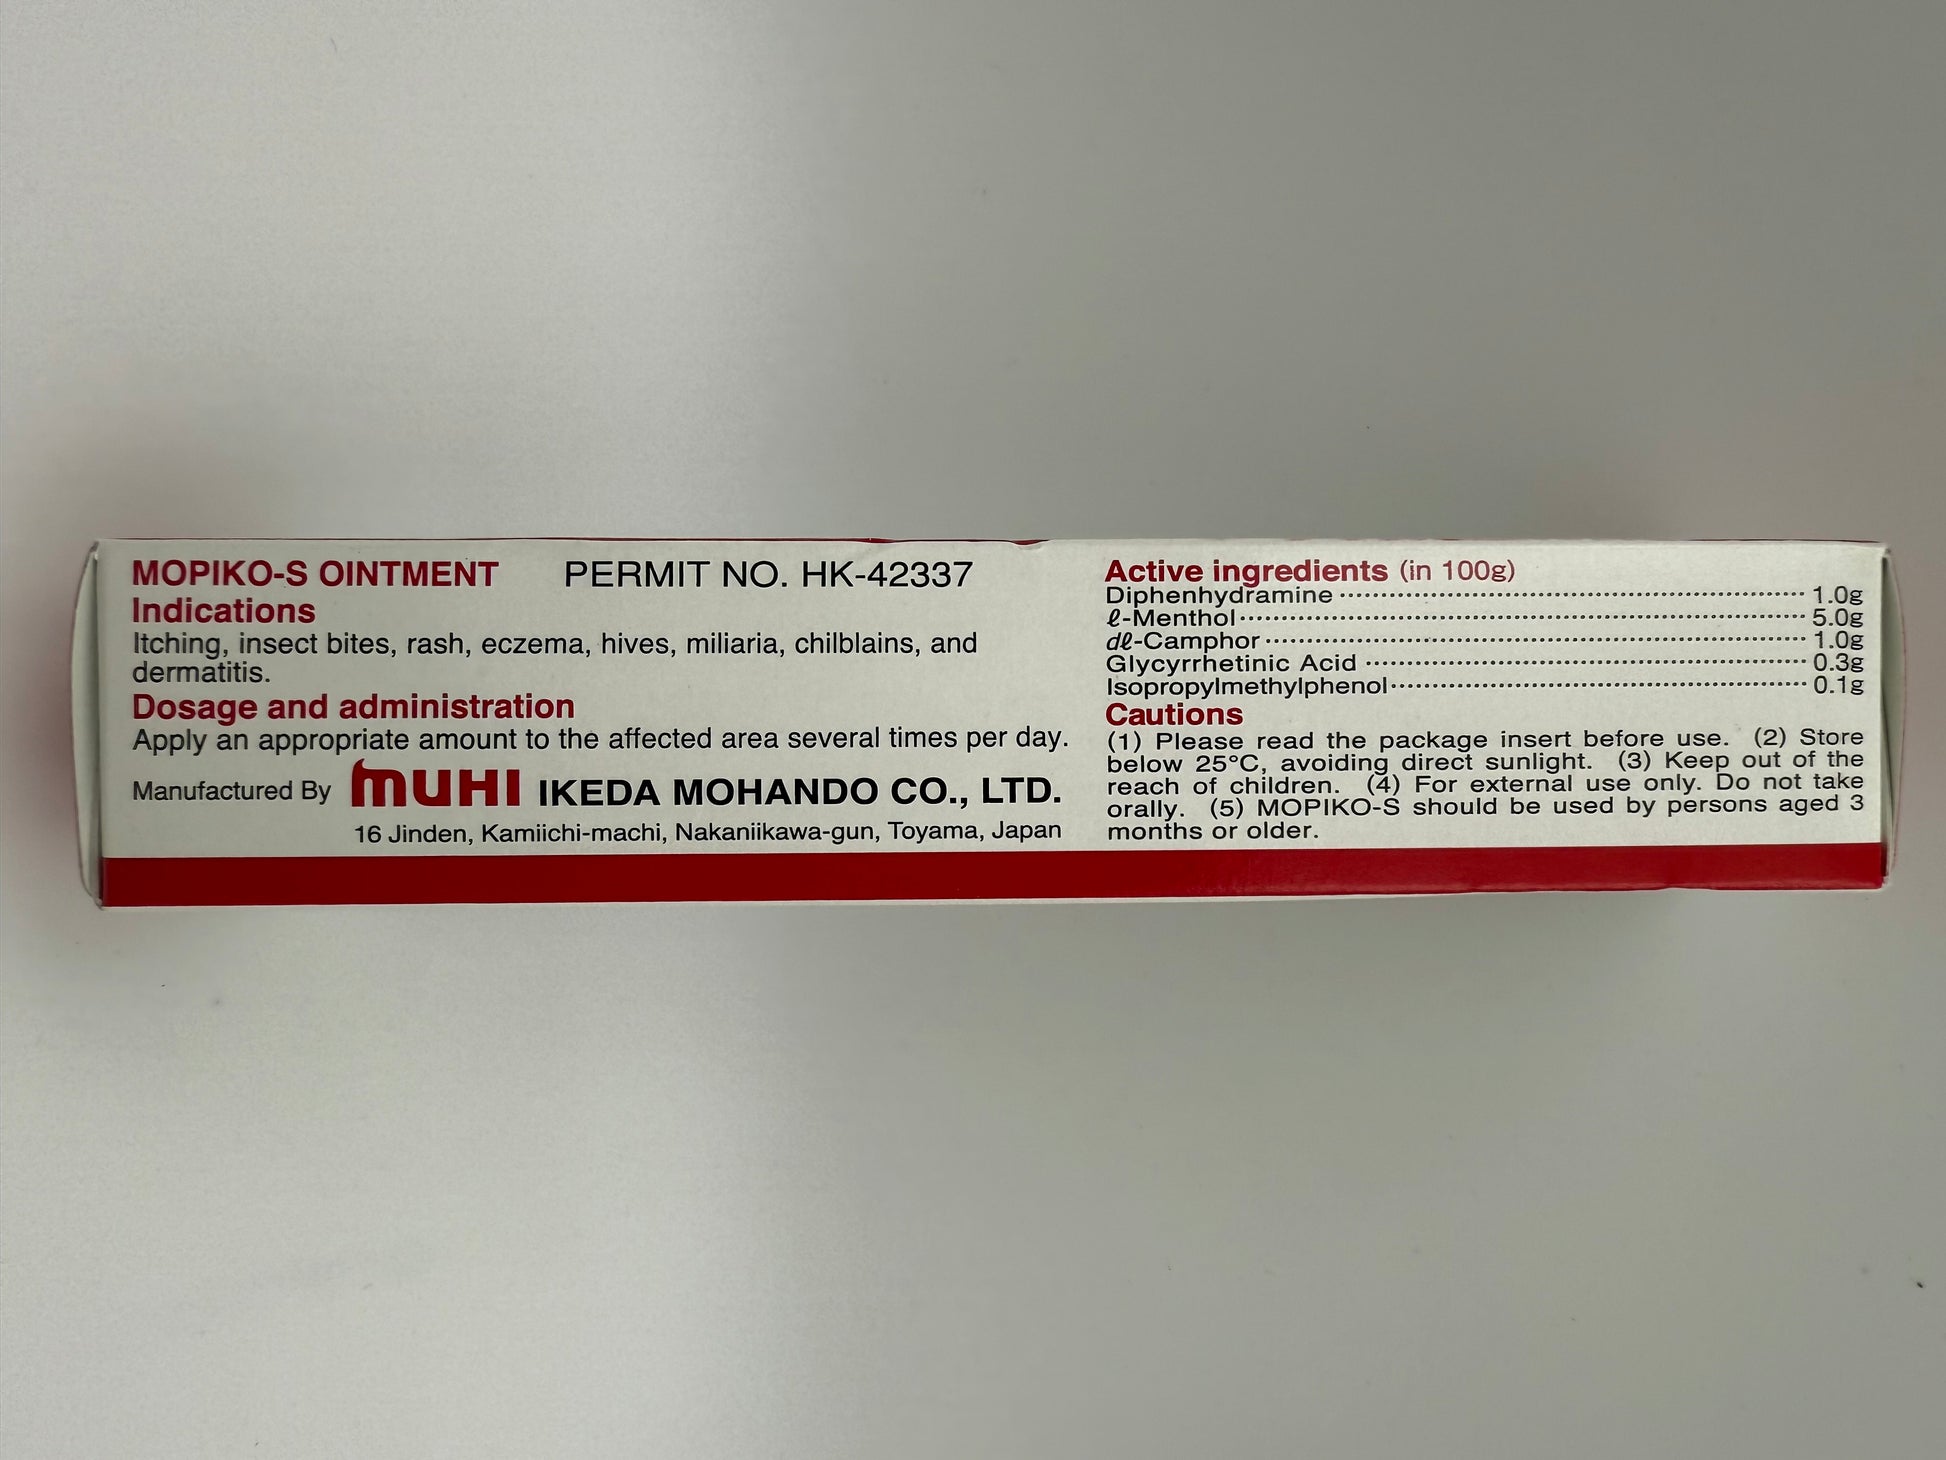 MOPIKO-S OINTMENT PERMIT NO. HK-42337
Indications
Itching, insect bites, rash, eczema, hives, miliaria, chilblains, and
dermatitis.
Dosage and administration
Apply an appropriate amount to the affected area several times per day.
Manufactured By MUHI IKEDA MOHANDO CO., LTD.
16 Jinden, Kamiichi-machi, Nakaniikawa-gun, Toyama, Japan
Active ingredients (in 100g)
Diphenhydramine 1.0g
ℓ-Menthol 5.0g
dℓ-Camphor 1.0g
Glycyrrhetinic Acid 0.3g
Isopropylmethylphenol 0.1g
Cautions
(1) Please read the package insert before use. (2) Store
below 25°C, avoiding direct sunlight. (3) Keep out of the
reach of children. (4) For external use only. Do not take
orally. (5) MOPIKO-S should be used by persons aged 3
months or older.